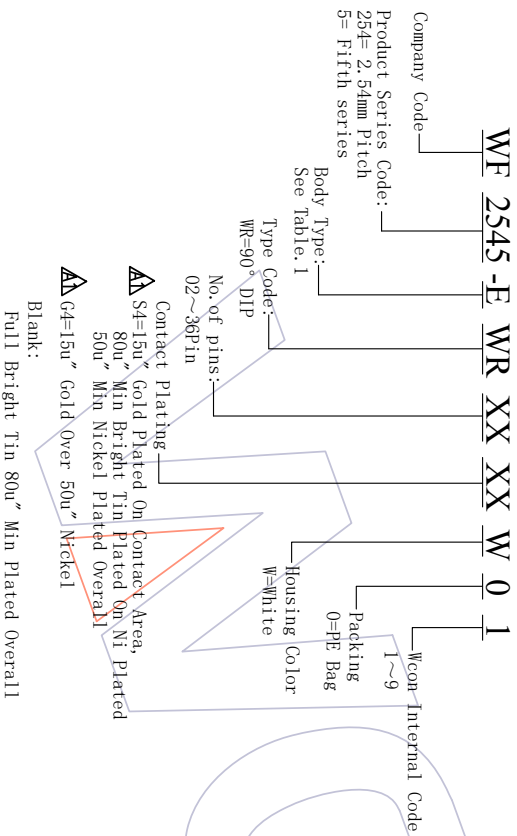 WF 2545 -E WR XX XX W 0 1
Company Code
Product Series Code:
254= 2.54mm Pitch
5= Fifth series
Body Type:
See Table.1
Type Code:
WR=90° DIP
No.of pins:
02～36Pin
Contact Plating
A1 S4=15u" Gold Plated On Contact Area,
80u" Min Bright Tin Plated On Ni Plated
50u" Min Nickel Plated Overall
A1 G4=15u" Gold Over 50u" Nickel
Blank:
Full Bright Tin 80u" Min Plated Overall
Housing Color
W=White
Packing
0=PE Bag
Wcon Internal Code
1～9